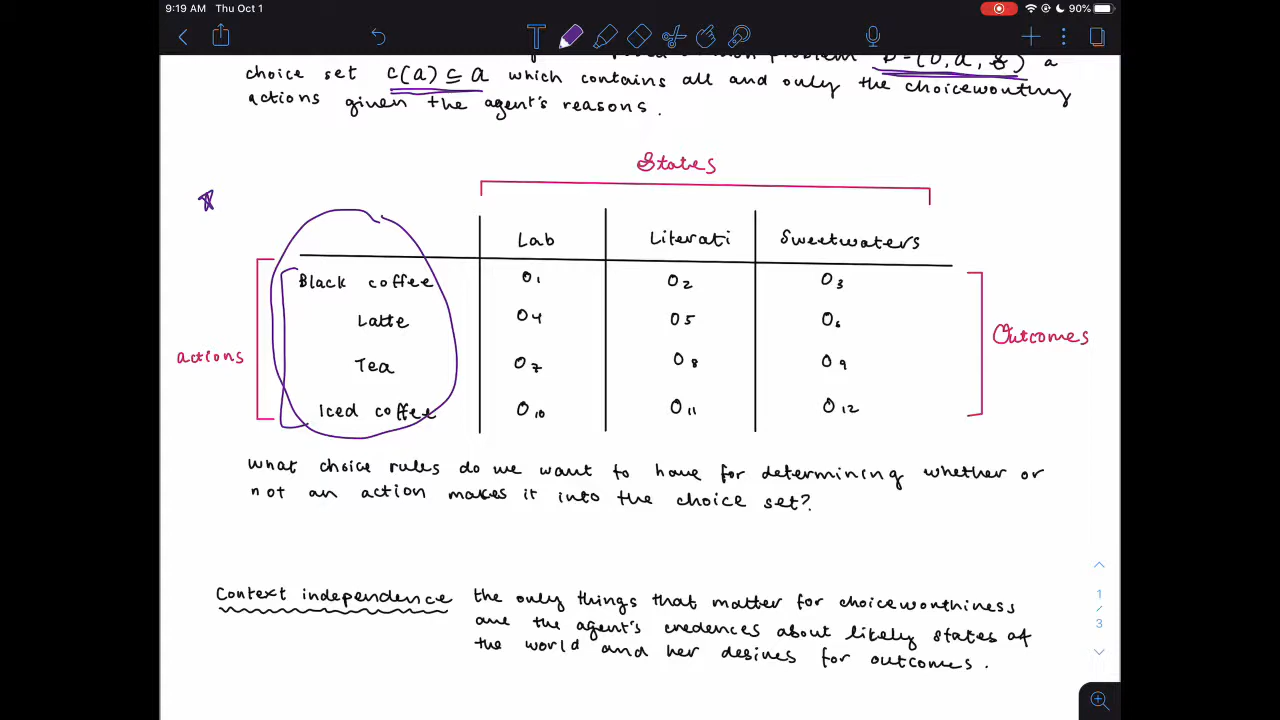 9:19 AM Thu Oct 1
90%
choice set c(a) ⊆ a which contains all and only the choiceworthy
actions given the agent's reasons.
States
Lab Literati Sweetwaters
Black coffee O1 O2 O3
Latte O4 O5 O6
Tea O7 O8 O9
Iced coffee O10 O11 O12
actions
Outcomes
What choice rules do we want to have for determining whether or
not an action makes it into the choice set?
Context independence the only things that matter for choiceworthiness
are the agent's credences about likely states of
the world and her desires for outcomes.
1
/
3